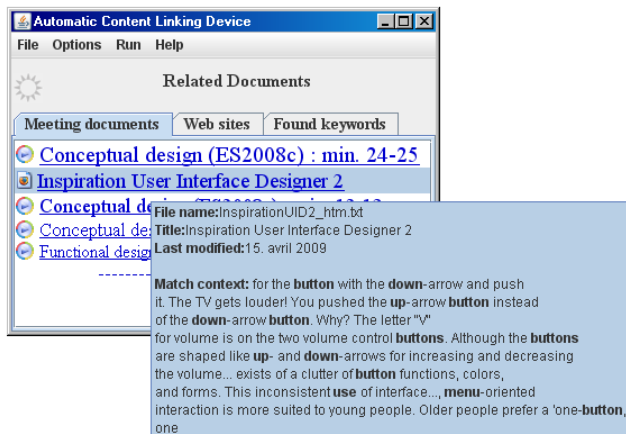 Automatic Content Linking Device
File Options Run Help
Related Documents
Meeting documents Web sites Found keywords
Conceptual design (ES2008c) : min. 24-25
Inspiration User Interface Designer 2
Conceptual de
Conceptual des
Functional design
File name:InspirationUID2_htm.txt
Title:Inspiration User Interface Designer 2
Last modified:15. avril 2009
Match context: for the button with the down-arrow and push
it. The TV gets louder! You pushed the up-arrow button instead
of the down-arrow button. Why? The letter "V"
for volume is on the two volume control buttons. Although the buttons
are shaped like up- and down-arrows for increasing and decreasing
the volume... exists of a clutter of button functions, colors,
and forms. This inconsistent use of interface..., menu-oriented
interaction is more suited to young people. Older people prefer a 'one-button,
one